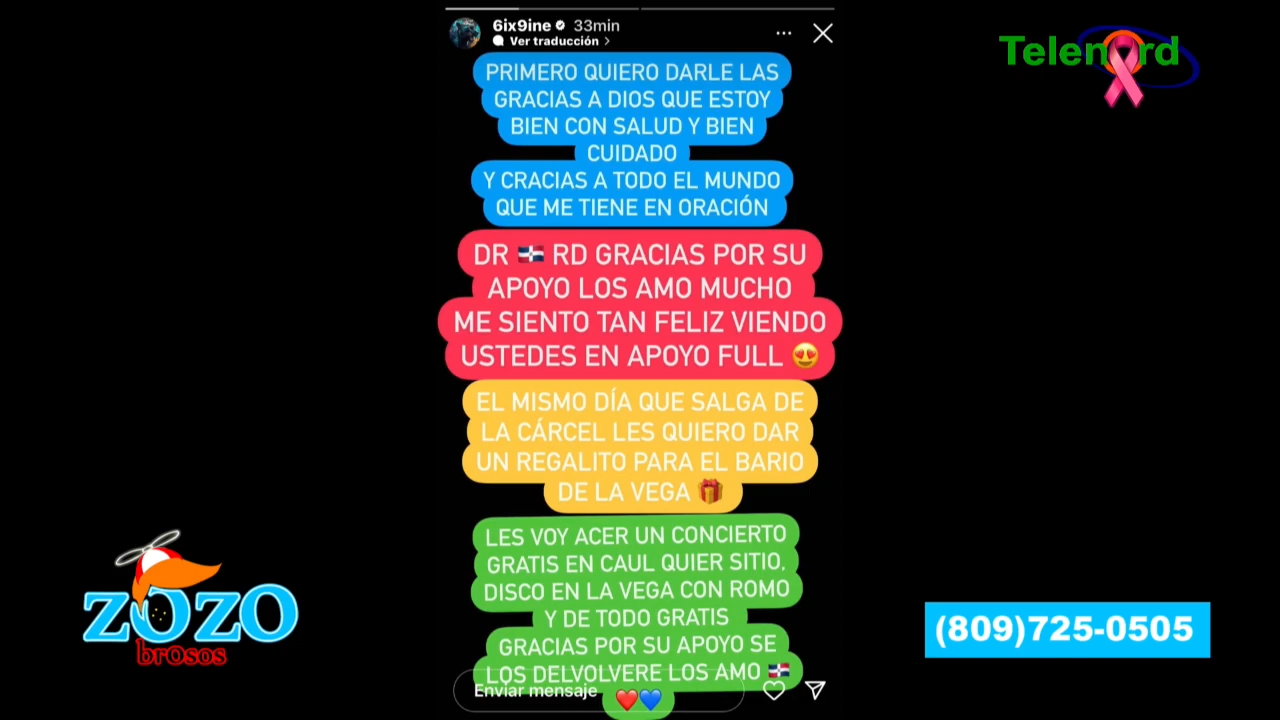 6ix9ine 33min
Ver traducción >
PRIMERO QUIERO DARLE LAS
GRACIAS A DIOS QUE ESTOY
BIEN CON SALUD Y BIEN
CUIDADO
Y CRACIAS A TODO EL MUNDO
QUE ME TIENE EN ORACIÓN
DR 🇩🇴 RD GRACIAS POR SU
APOYO LOS AMO MUCHO
ME SIENTO TAN FELIZ VIENDO
USTEDES EN APOYO FULL 😍
EL MISMO DÍA QUE SALGA DE
LA CÁRCEL LES QUIERO DAR
UN REGALITO PARA EL BARIO
DE LA VEGA 🎁
LES VOY ACER UN CONCIERTO
GRATIS EN CAUL QUIER SITIO,
DISCO EN LA VEGA CON ROMO
Y DE TODO GRATIS
GRACIAS POR SU APOYO SE
LOS DELVOLVERE LOS AMO 🇩🇴
❤️💙
Enviar mensaje
Telenord
zozo
brosos
(809)725-0505